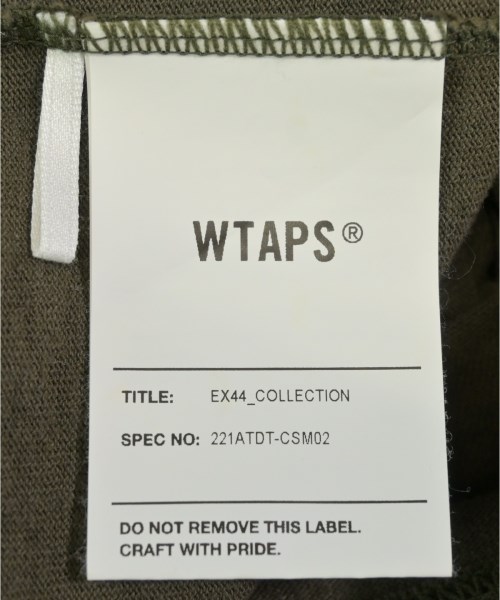 WTAPS®
TITLE: EX44_COLLECTION
SPEC NO: 221ATDT-CSM02
DO NOT REMOVE THIS LABEL.
CRAFT WITH PRIDE.